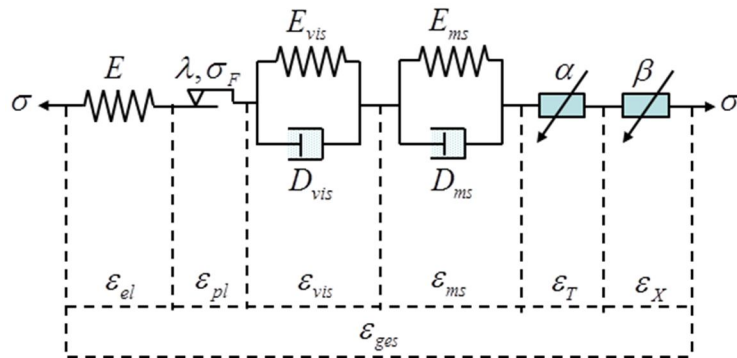 E_vis E_ms
E λ, σ_F α β
σ σ
D_vis D_ms
ε_el ε_pl ε_vis ε_ms ε_T ε_X
ε_ges